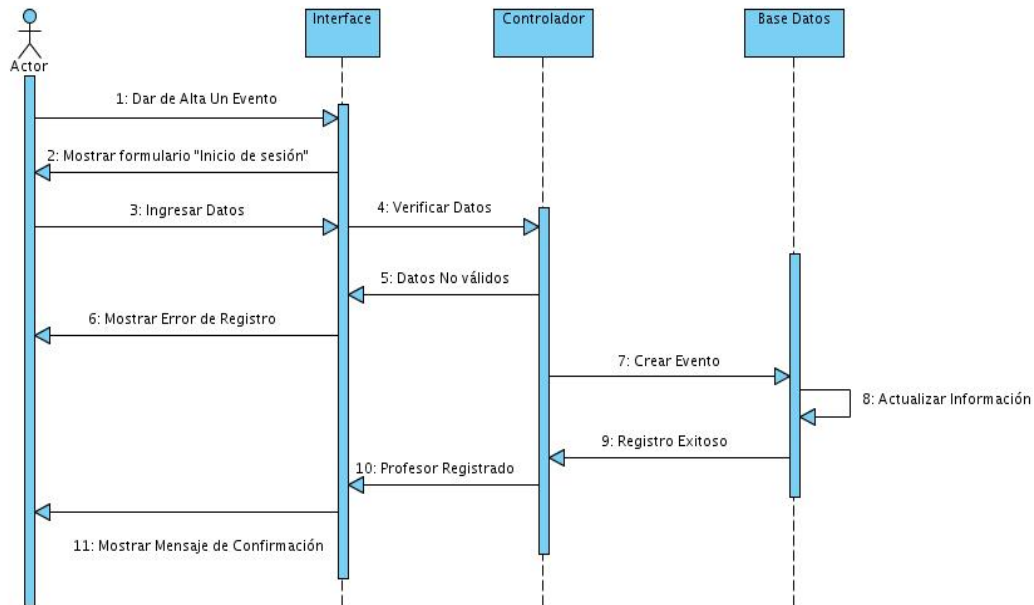 Interface
Controlador
Base Datos
Actor
1: Dar de Alta Un Evento
2: Mostrar formulario "Inicio de sesión"
3: Ingresar Datos
4: Verificar Datos
5: Datos No válidos
6: Mostrar Error de Registro
7: Crear Evento
8: Actualizar Información
9: Registro Exitoso
10: Profesor Registrado
11: Mostrar Mensaje de Confirmación